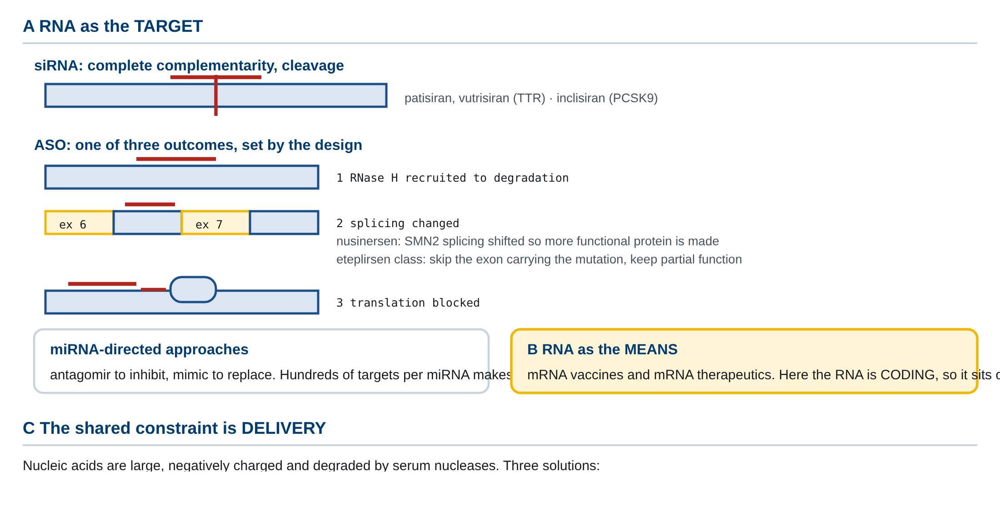 A RNA as the TARGET
siRNA: complete complementarity, cleavage
patisiran, vutrisiran (TTR) · inclisiran (PCSK9)
ASO: one of three outcomes, set by the design
1 RNase H recruited to degradation
ex 6 ex 7
2 splicing changed
nusinersen: SMN2 splicing shifted so more functional protein is made
eteplirsen class: skip the exon carrying the mutation, keep partial function
3 translation blocked
miRNA-directed approaches
antagomir to inhibit, mimic to replace. Hundreds of targets per miRNA makes
B RNA as the MEANS
mRNA vaccines and mRNA therapeutics. Here the RNA is CODING, so it sits
C The shared constraint is DELIVERY
Nucleic acids are large, negatively charged and degraded by serum nucleases. Three solutions: